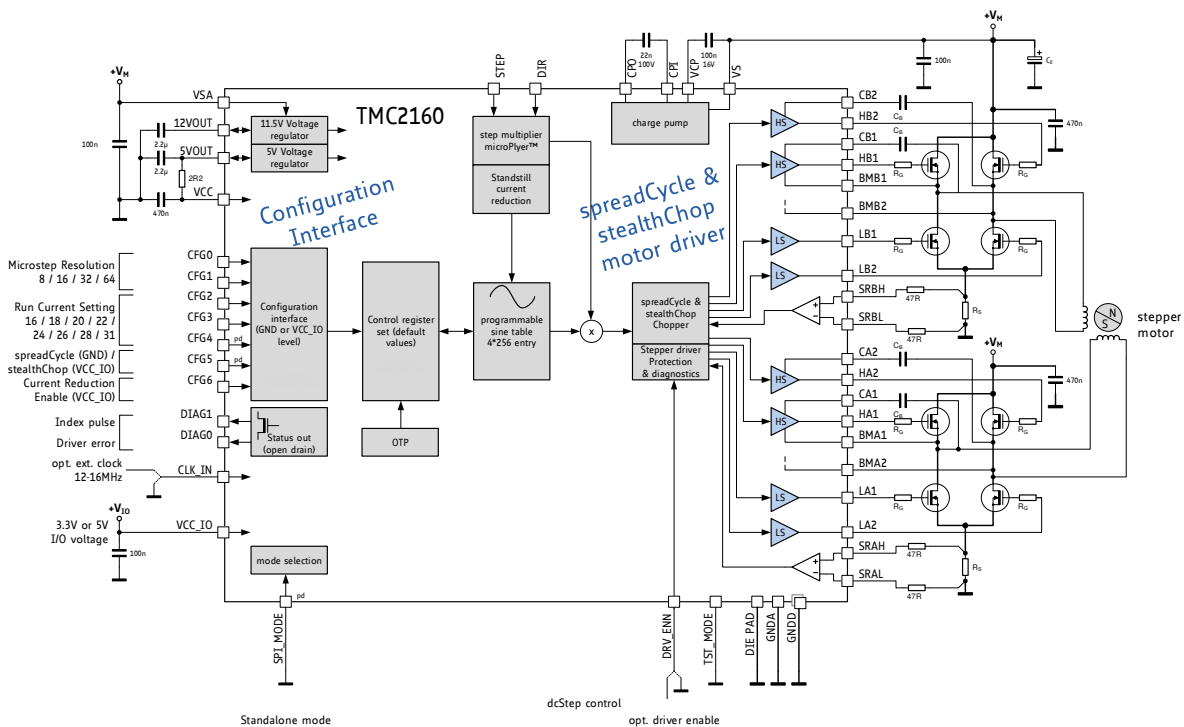 +VM
22n
100V
100n
16V
STEP
DIR
CPO
CPI
VCP
VS
100n
CE
+VM
VSA
TMC2160
CB2
12VOUT
11.5V Voltage
regulator
step multiplier
microPlyer™
charge pump
HS
CB
HB2
470n
100n
2.2µ
5VOUT
5V Voltage
regulator
CB1
CB
2.2µ
2R2
Standstill
current
reduction
HS
HB1
RG
RG
VCC
BMB1
470n
Configuration
Interface
spreadCycle &
stealthChop
motor driver
BMB2
LS
LB1
RG
RG
CFG0
Microstep Resolution
8 / 16 / 32 / 64
CFG1
LS
LB2
CFG2
SRBH
47R
Run Current Setting
16 / 18 / 20 / 22 /
24 / 26 / 28 / 31
CFG3
Configuration
interface
(GND or VCC_IO
level)
Control register
set (default
values)
programmable
sine table
4*256 entry
x
spreadCycle &
stealthChop
Chopper
+
−
RS
N
S
stepper
motor
CFG4
pd
SRBL
47R
spreadCycle (GND) /
stealthChop (VCC_IO)
CFG5
pd
Stepper driver
Protection
& diagnostics
+VM
CA2
CB
Current Reduction
Enable (VCC_IO)
CFG6
HS
HA2
470n
CA1
CB
Index pulse
DIAG1
HS
HA1
RG
RG
Driver error
DIAG0
Status out
(open drain)
OTP
BMA1
opt. ext. clock
12-16MHz
CLK_IN
BMA2
LS
LA1
RG
RG
+VIO
3.3V or 5V
I/O voltage
VCC_IO
LS
LA2
100n
mode selection
SRAH
47R
+
−
RS
SRAL
47R
pd
SPI_MODE
DRV_ENN
TST_MODE
DIE PAD
GNDA
GNDD
dcStep control
Standalone mode
opt. driver enable